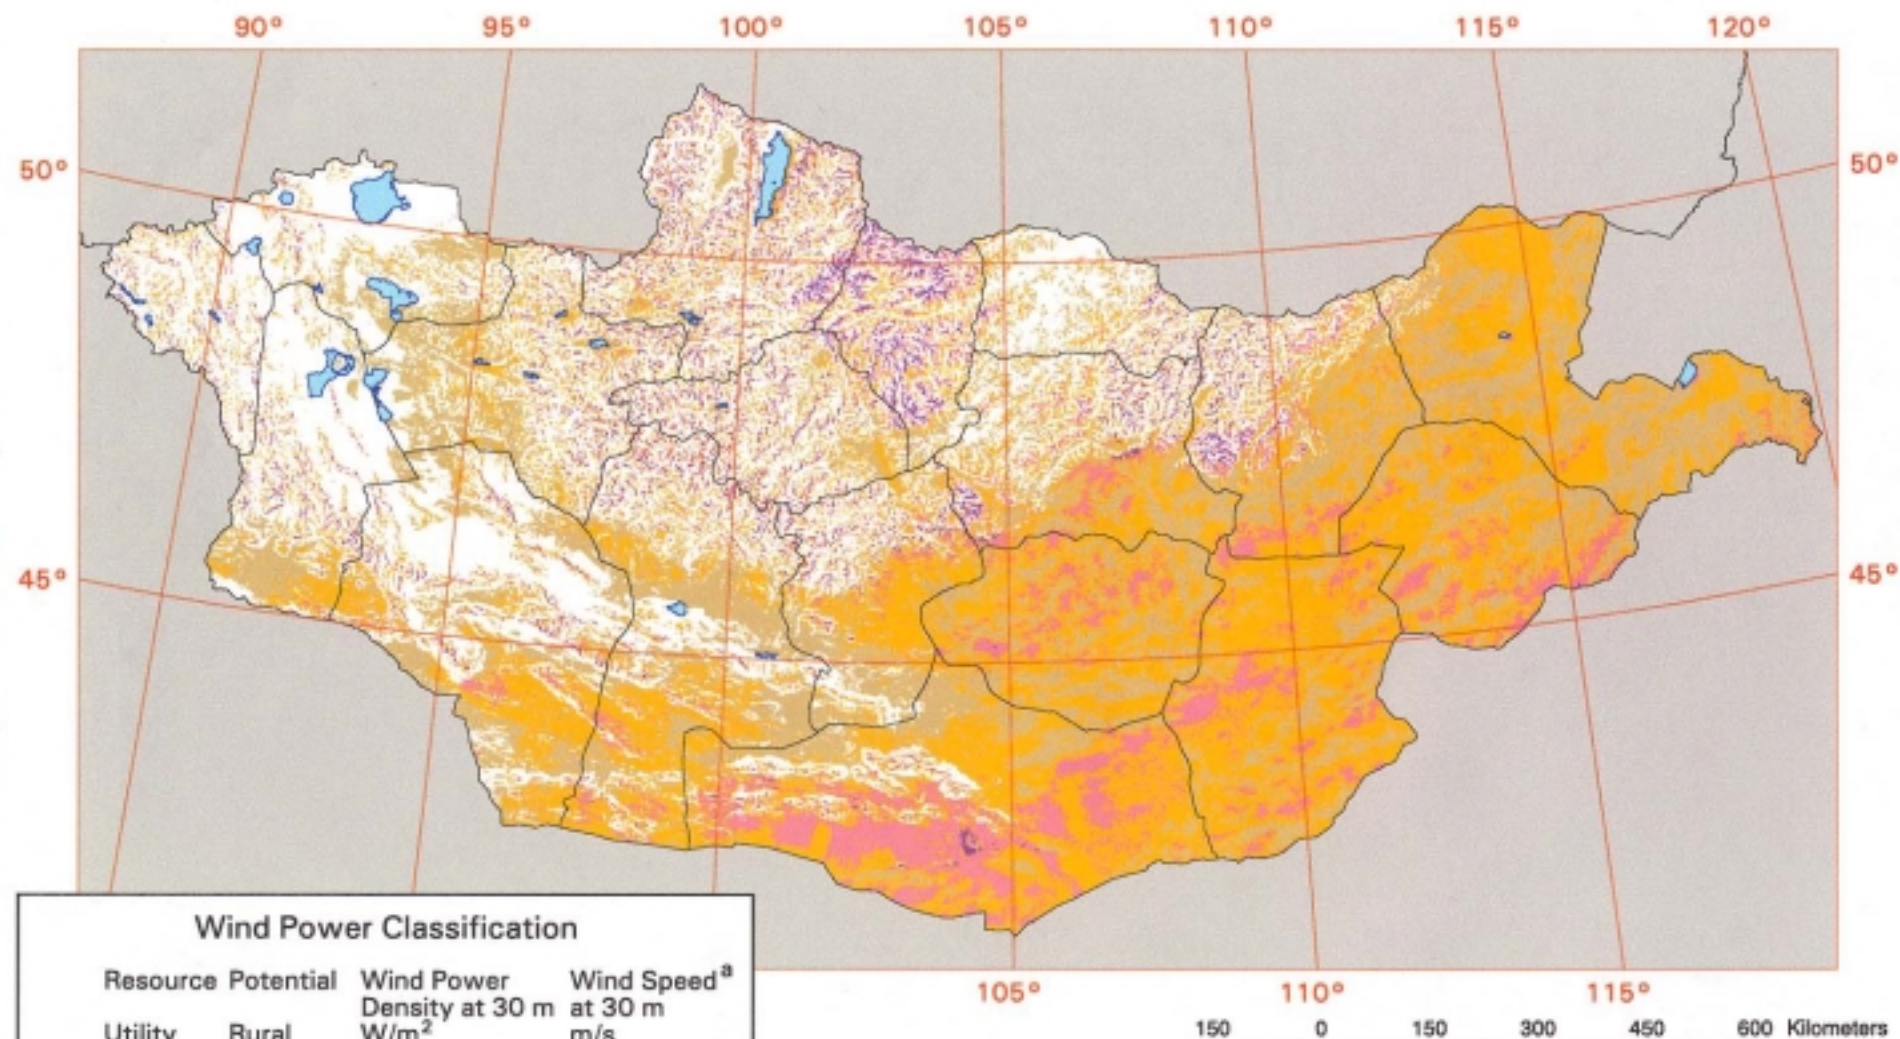 90° 95° 100° 105° 110° 115° 120°
50° 50°
45° 45°
Wind Power Classification
Resource Potential Wind Power Wind Speed a
Density at 30 m at 30 m
Utility Rural W/m2 m/s
105° 110° 115°
150 0 150 300 450 600 Kilometers